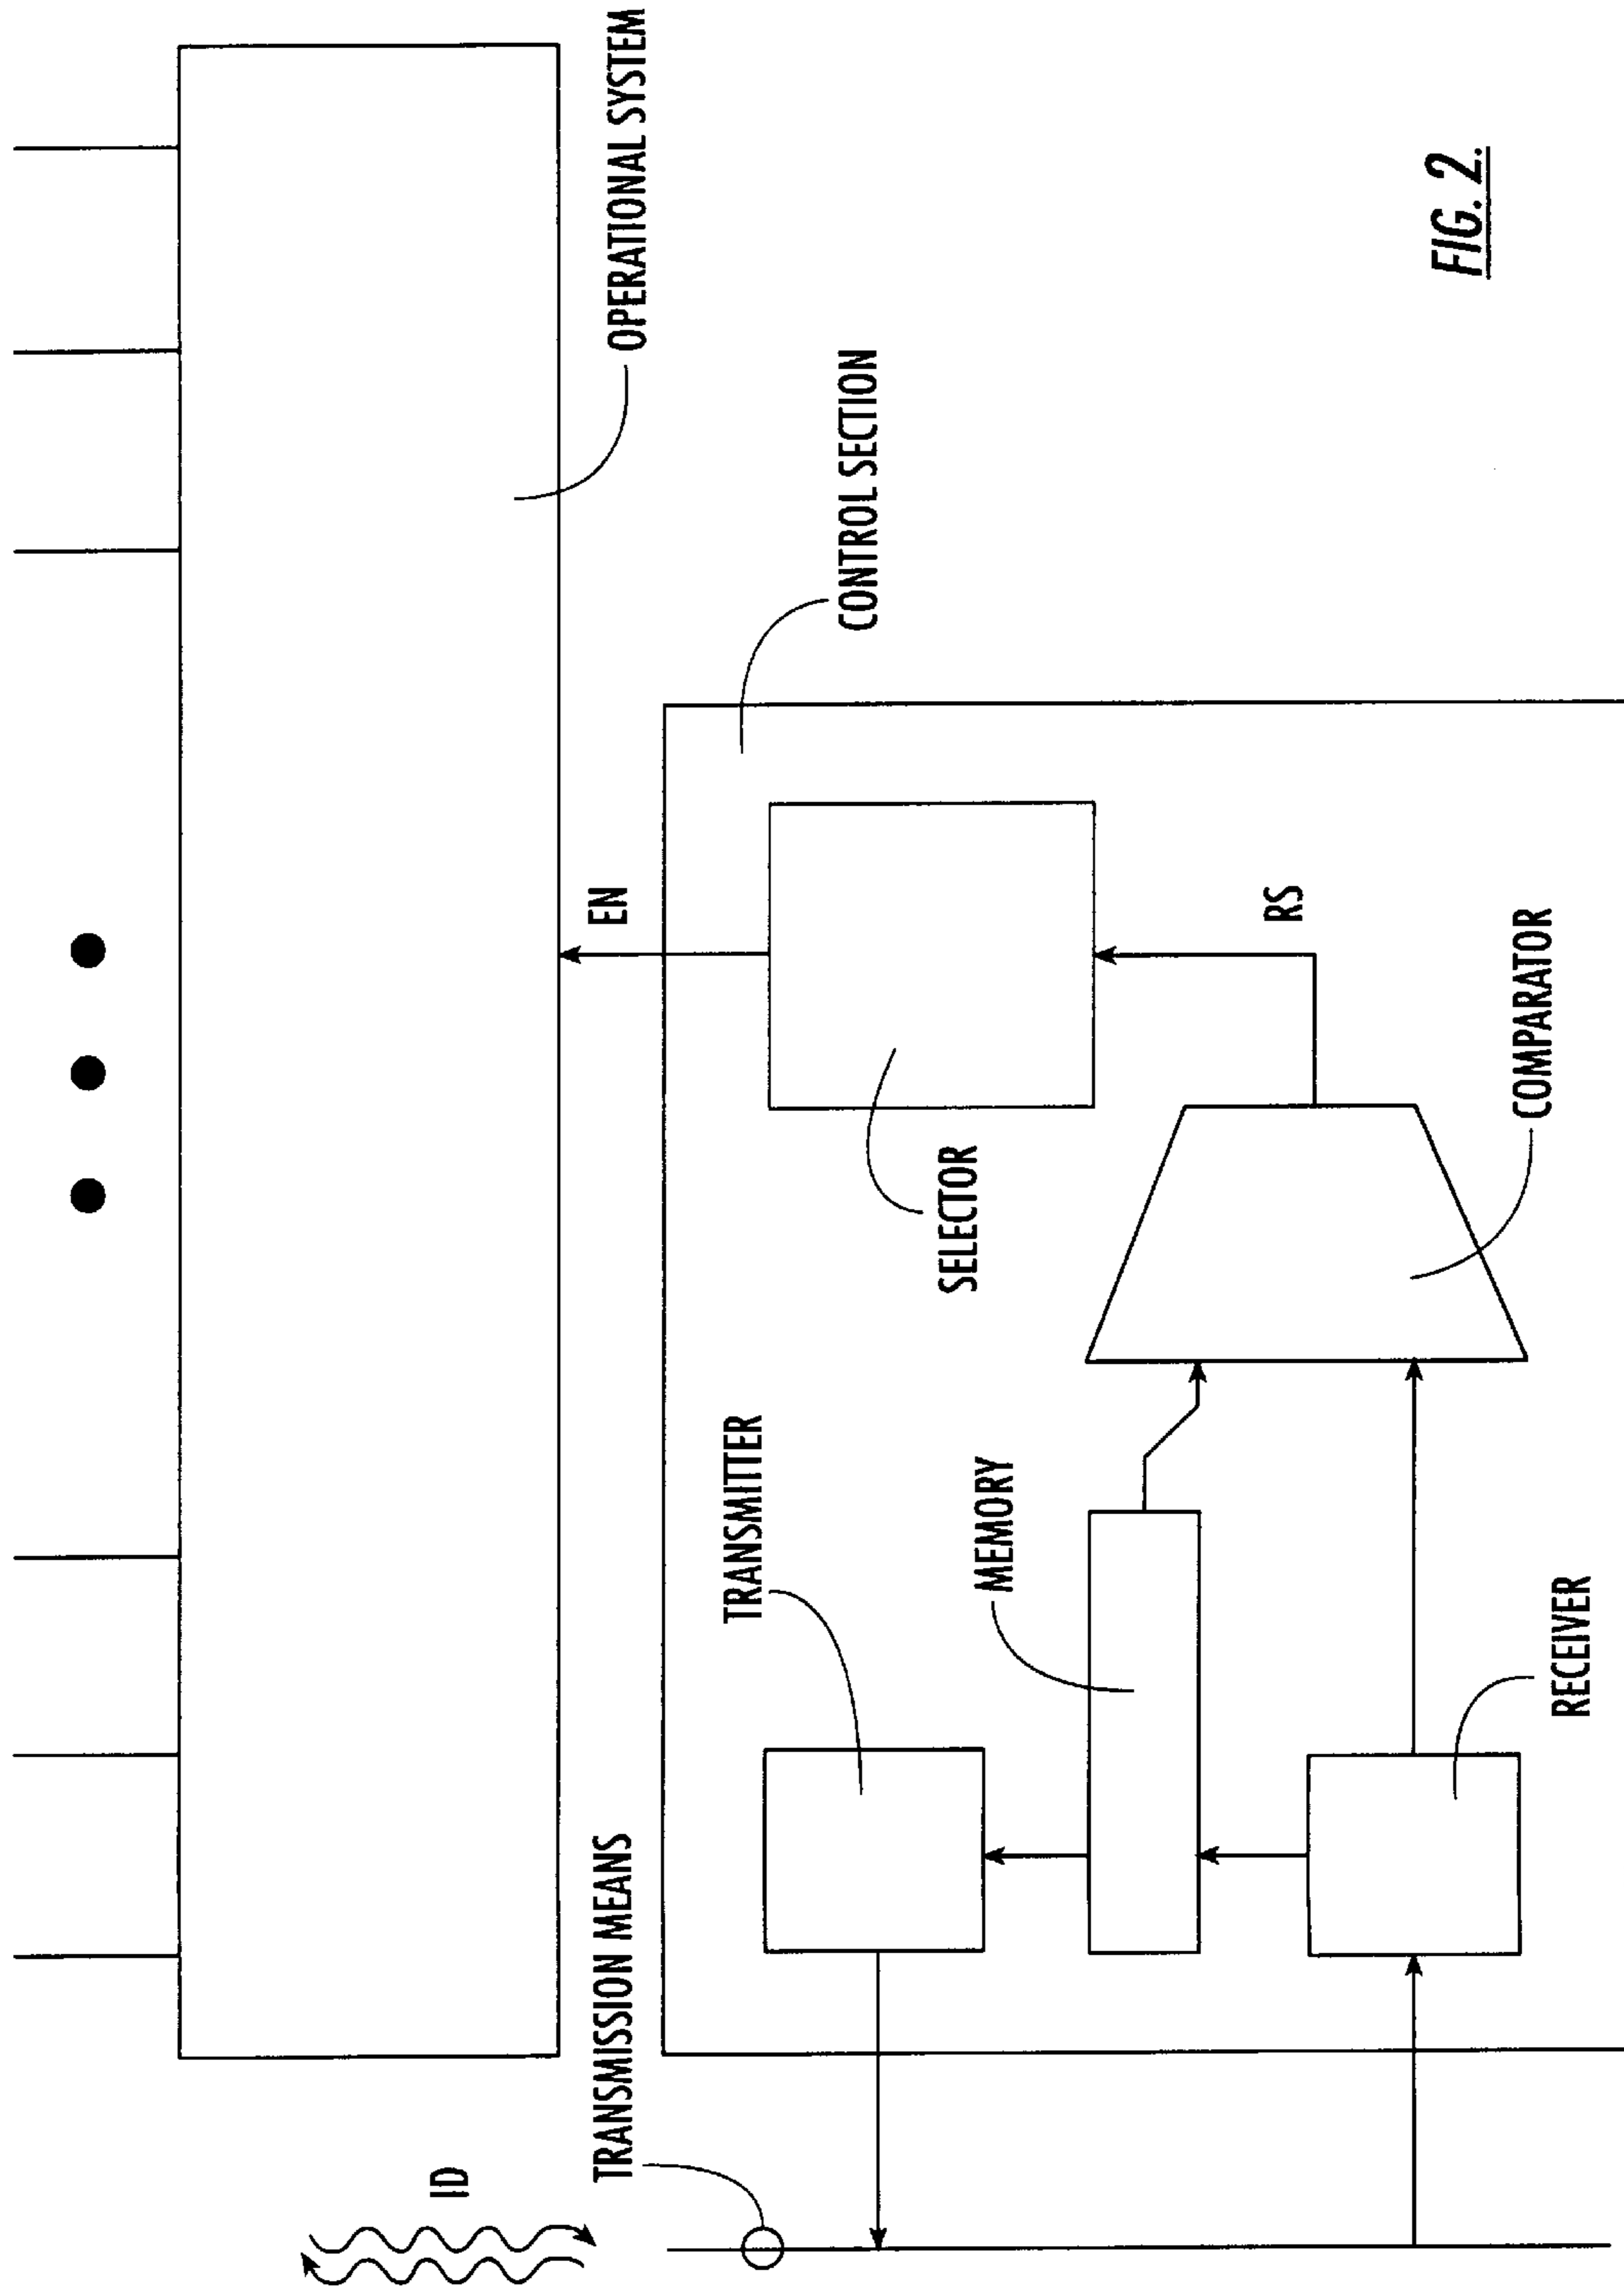 OPERATIONAL SYSTEM
ID
TRANSMISSION MEANS
EN
CONTROL SECTION
TRANSMITTER
SELECTOR
MEMORY
RS
RECEIVER
COMPARATOR
FIG. 2.